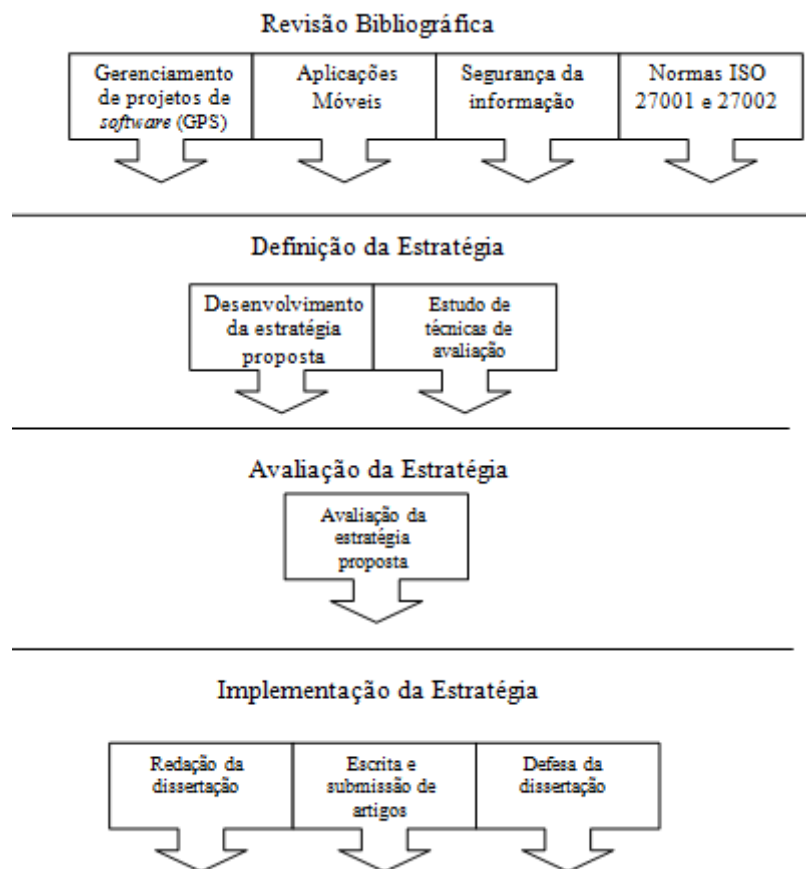 Revisão Bibliográfica
Gerenciamento
de projetos de
software (GPS)
Aplicações
Móveis
Segurança da
informação
Normas ISO
27001 e 27002
Definição da Estratégia
Desenvolvimento
da estratégia
proposta
Estudo de
técnicas de
avaliação
Avaliação da Estratégia
Avaliação da
estratégia
proposta
Implementação da Estratégia
Redação da
dissertação
Escrita e
submissão de
artigos
Defesa da
dissertação